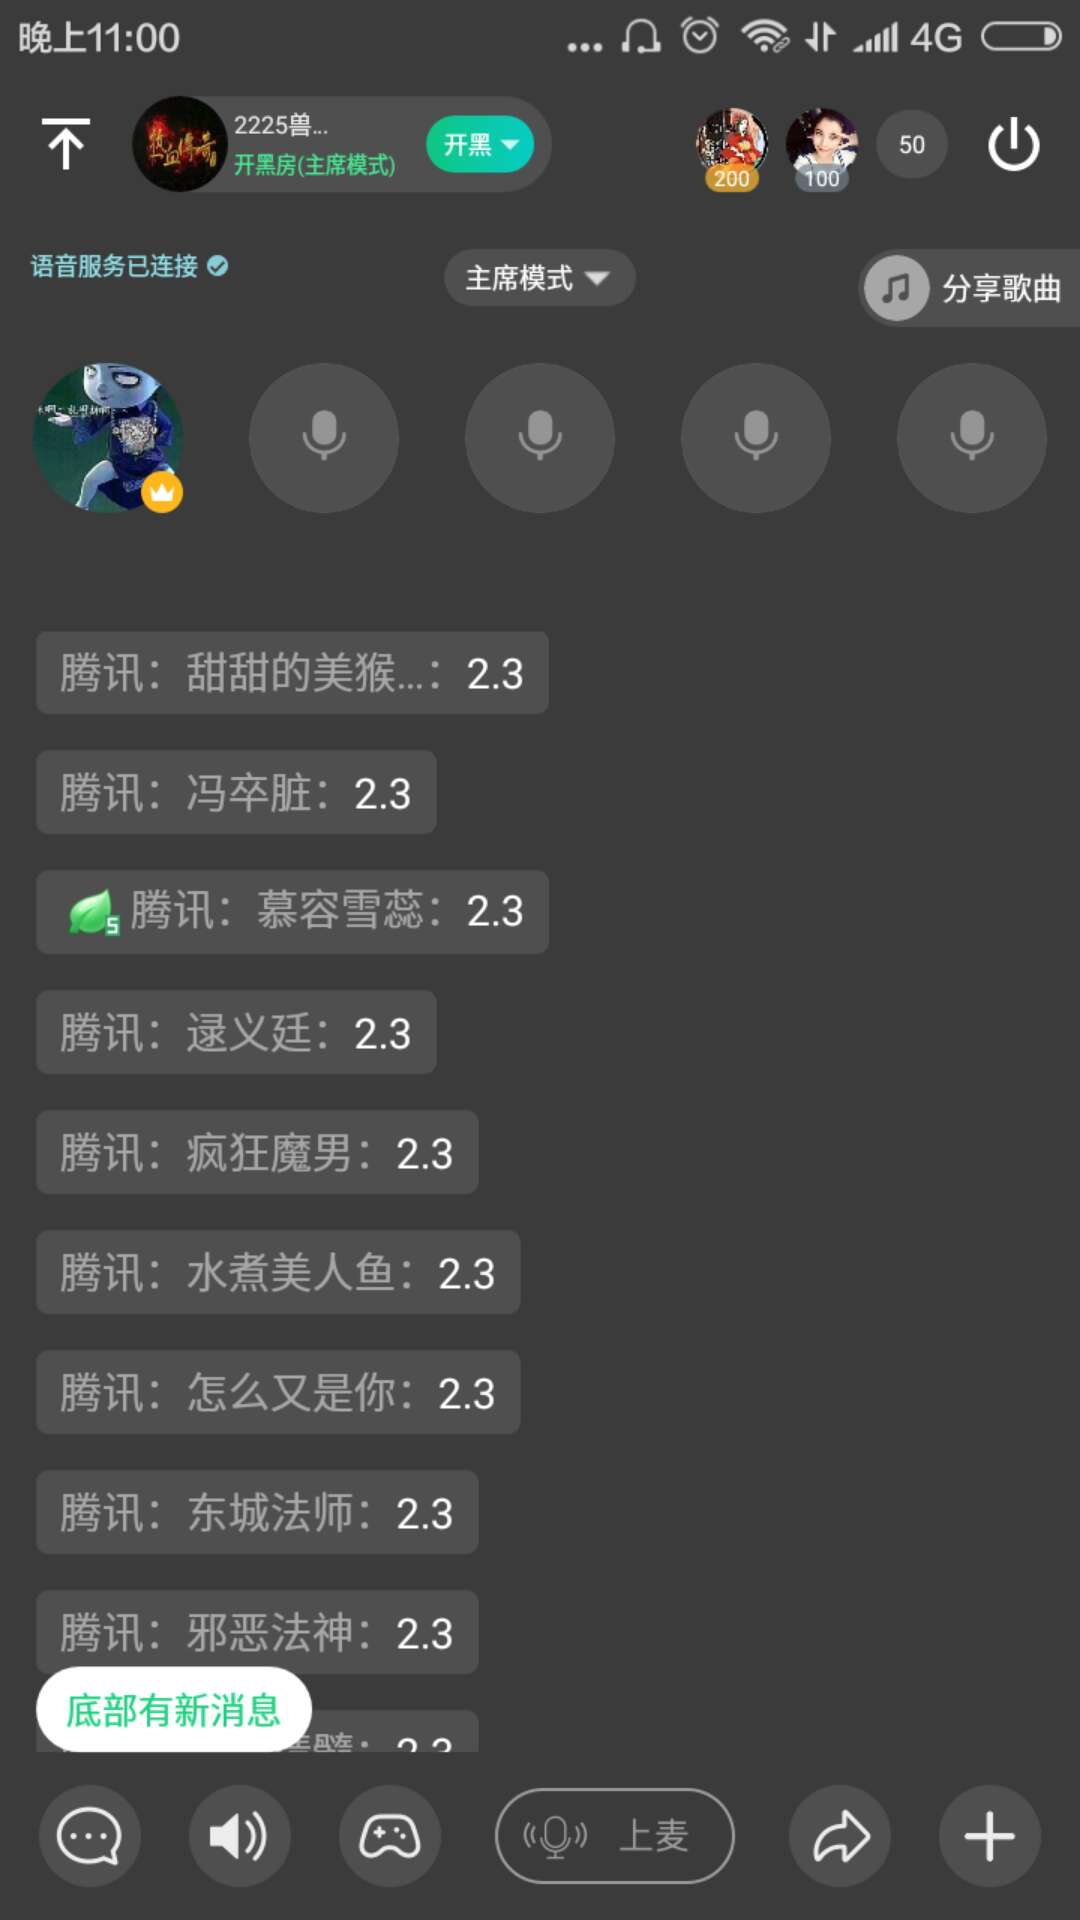 晚上11:00
... 4G
2225兽...
开黑房(主席模式)
开黑
200
100
50
语音服务已连接
主席模式
分享歌曲
腾讯：甜甜的美猴...：2.3
腾讯：冯卒脏：2.3
5 腾讯：慕容雪蕊：2.3
腾讯：逯义廷：2.3
腾讯：疯狂魔男：2.3
腾讯：水煮美人鱼：2.3
腾讯：怎么又是你：2.3
腾讯：东城法师：2.3
腾讯：邪恶法神：2.3
底部有新消息
：2.3
上麦